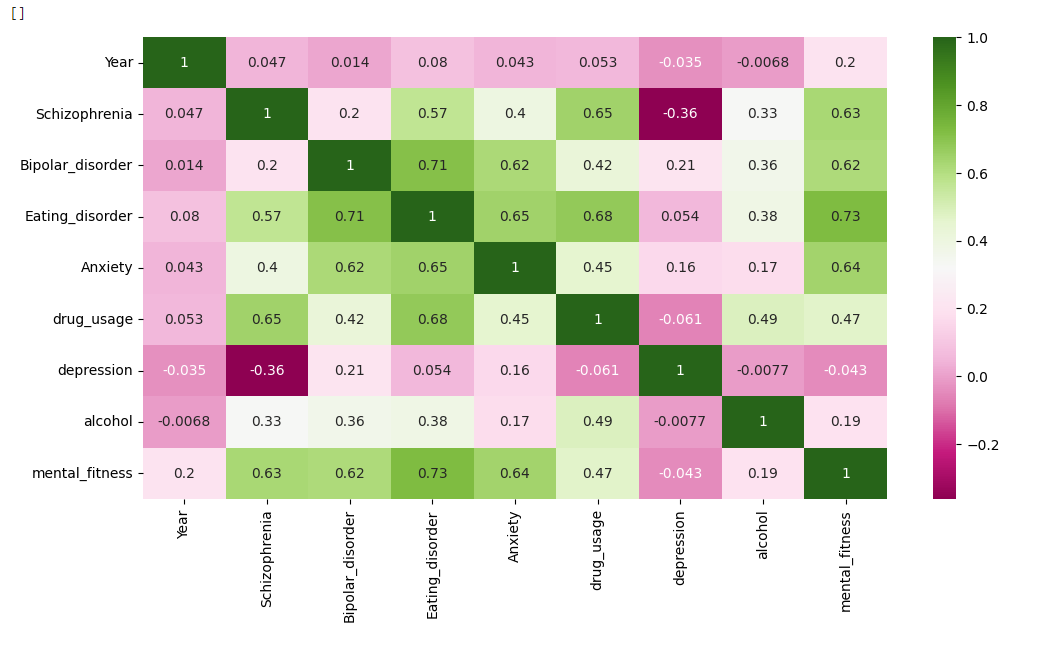 []
Year 1 0.047 0.014 0.08 0.043 0.053 -0.035 -0.0068 0.2
Schizophrenia 0.047 1 0.2 0.57 0.4 0.65 -0.36 0.33 0.63
Bipolar_disorder 0.014 0.2 1 0.71 0.62 0.42 0.21 0.36 0.62
Eating_disorder 0.08 0.57 0.71 1 0.65 0.68 0.054 0.38 0.73
Anxiety 0.043 0.4 0.62 0.65 1 0.45 0.16 0.17 0.64
drug_usage 0.053 0.65 0.42 0.68 0.45 1 -0.061 0.49 0.47
depression -0.035 -0.36 0.21 0.054 0.16 -0.061 1 -0.0077 -0.043
alcohol -0.0068 0.33 0.36 0.38 0.17 0.49 -0.0077 1 0.19
mental_fitness 0.2 0.63 0.62 0.73 0.64 0.47 -0.043 0.19 1
Year
Schizophrenia
Bipolar_disorder
Eating_disorder
Anxiety
drug_usage
depression
alcohol
mental_fitness
1.0
0.8
0.6
0.4
0.2
0.0
−0.2